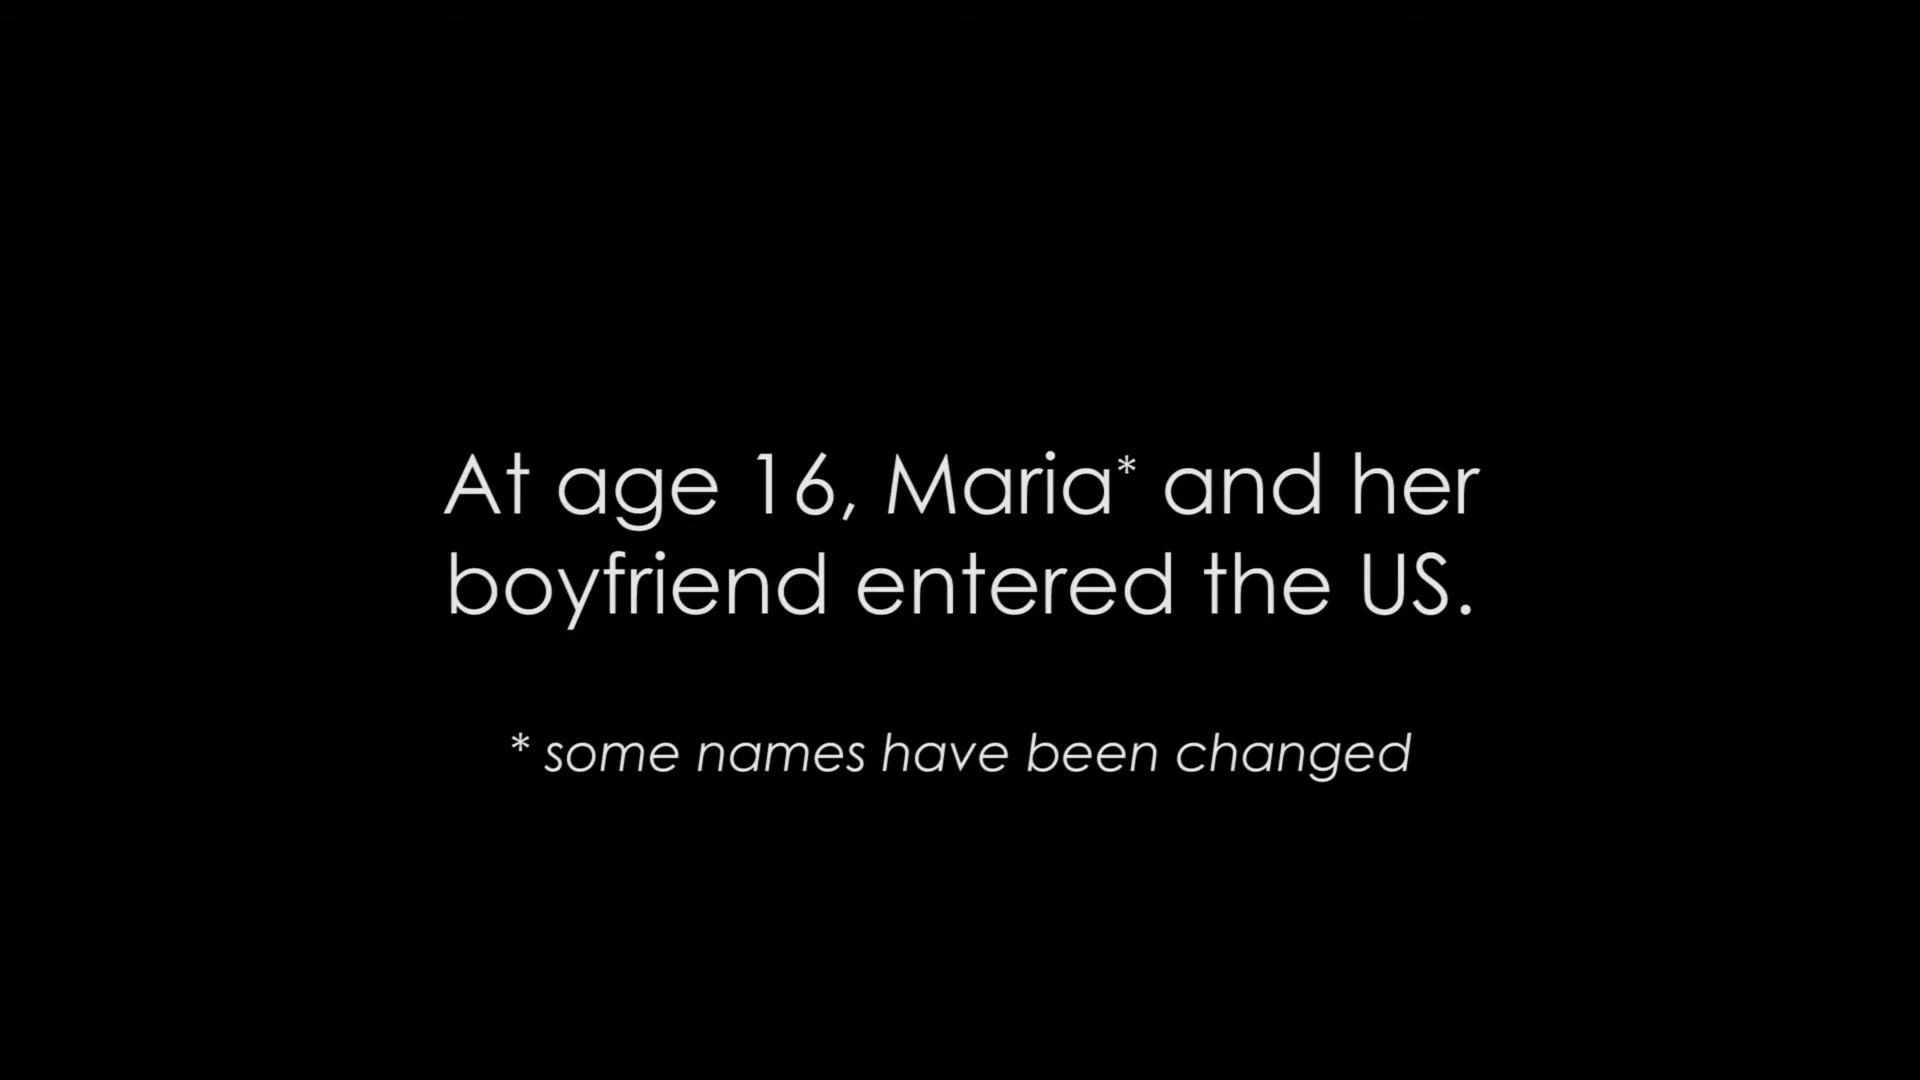 At age 16, Maria* and her
boyfriend entered the US.
* some names have been changed